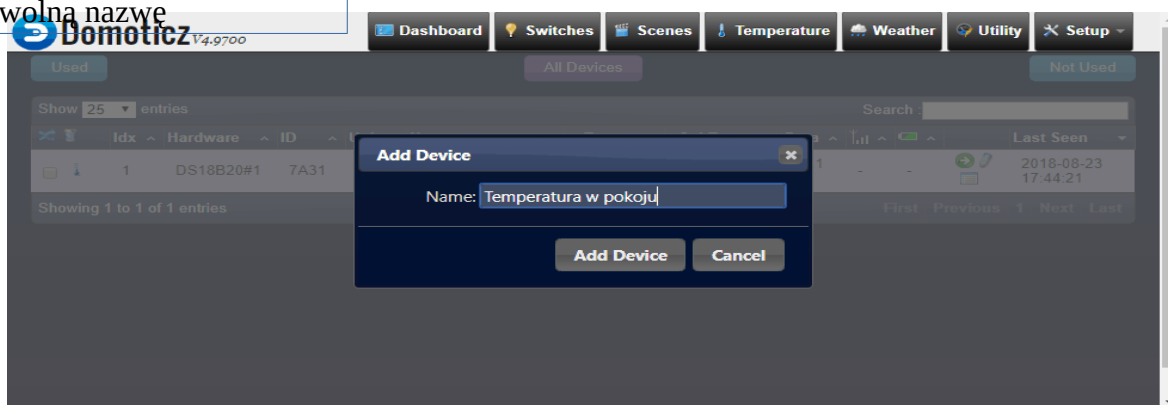 wolną nazwę
Domoticz V4.9700
Dashboard Switches Scenes Temperature Weather Utility Setup
Used All Devices Not Used
Show 25 entries Search :
Idx Hardware ID Last Seen
Add Device
1 DS18B20#1 7A31 1 - - 2018-08-23
17:44:21
Name: Temperatura w pokoju
Showing 1 to 1 of 1 entries First Previous 1 Next Last
Add Device Cancel